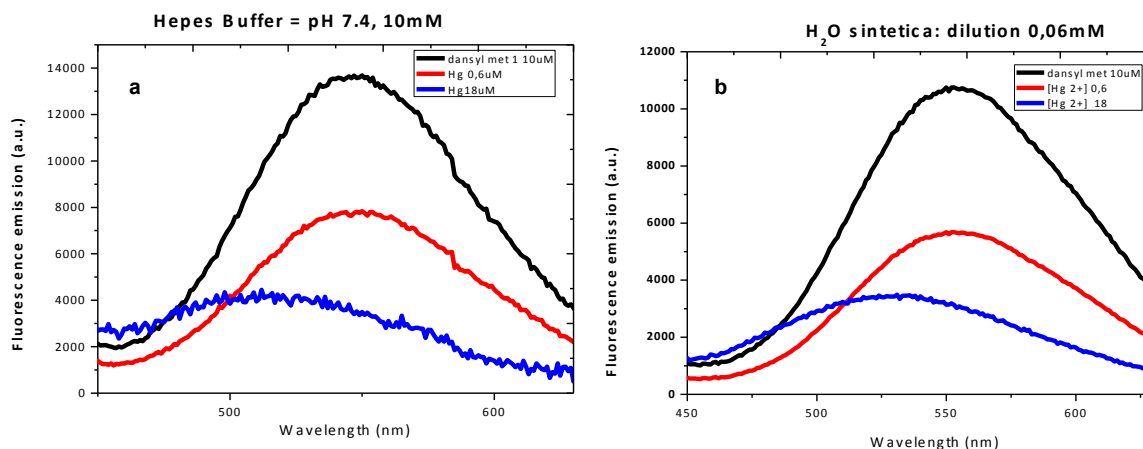 Hepes Buffer = pH 7.4, 10mM
a
dansyl met 1 10uM
Hg 0,6uM
Hg18uM
14000
12000
10000
8000
6000
4000
2000
0
500
600
Fluorescence emission (a.u.)
Wavelength (nm)
H2O sintetica: dilution 0,06mM
b
dansyl met 10uM
[Hg 2+] 0,6
[Hg 2+] 18
12000
10000
8000
6000
4000
2000
0
450
500
550
600
Fluorescence emission (a.u.)
Wavelength (nm)